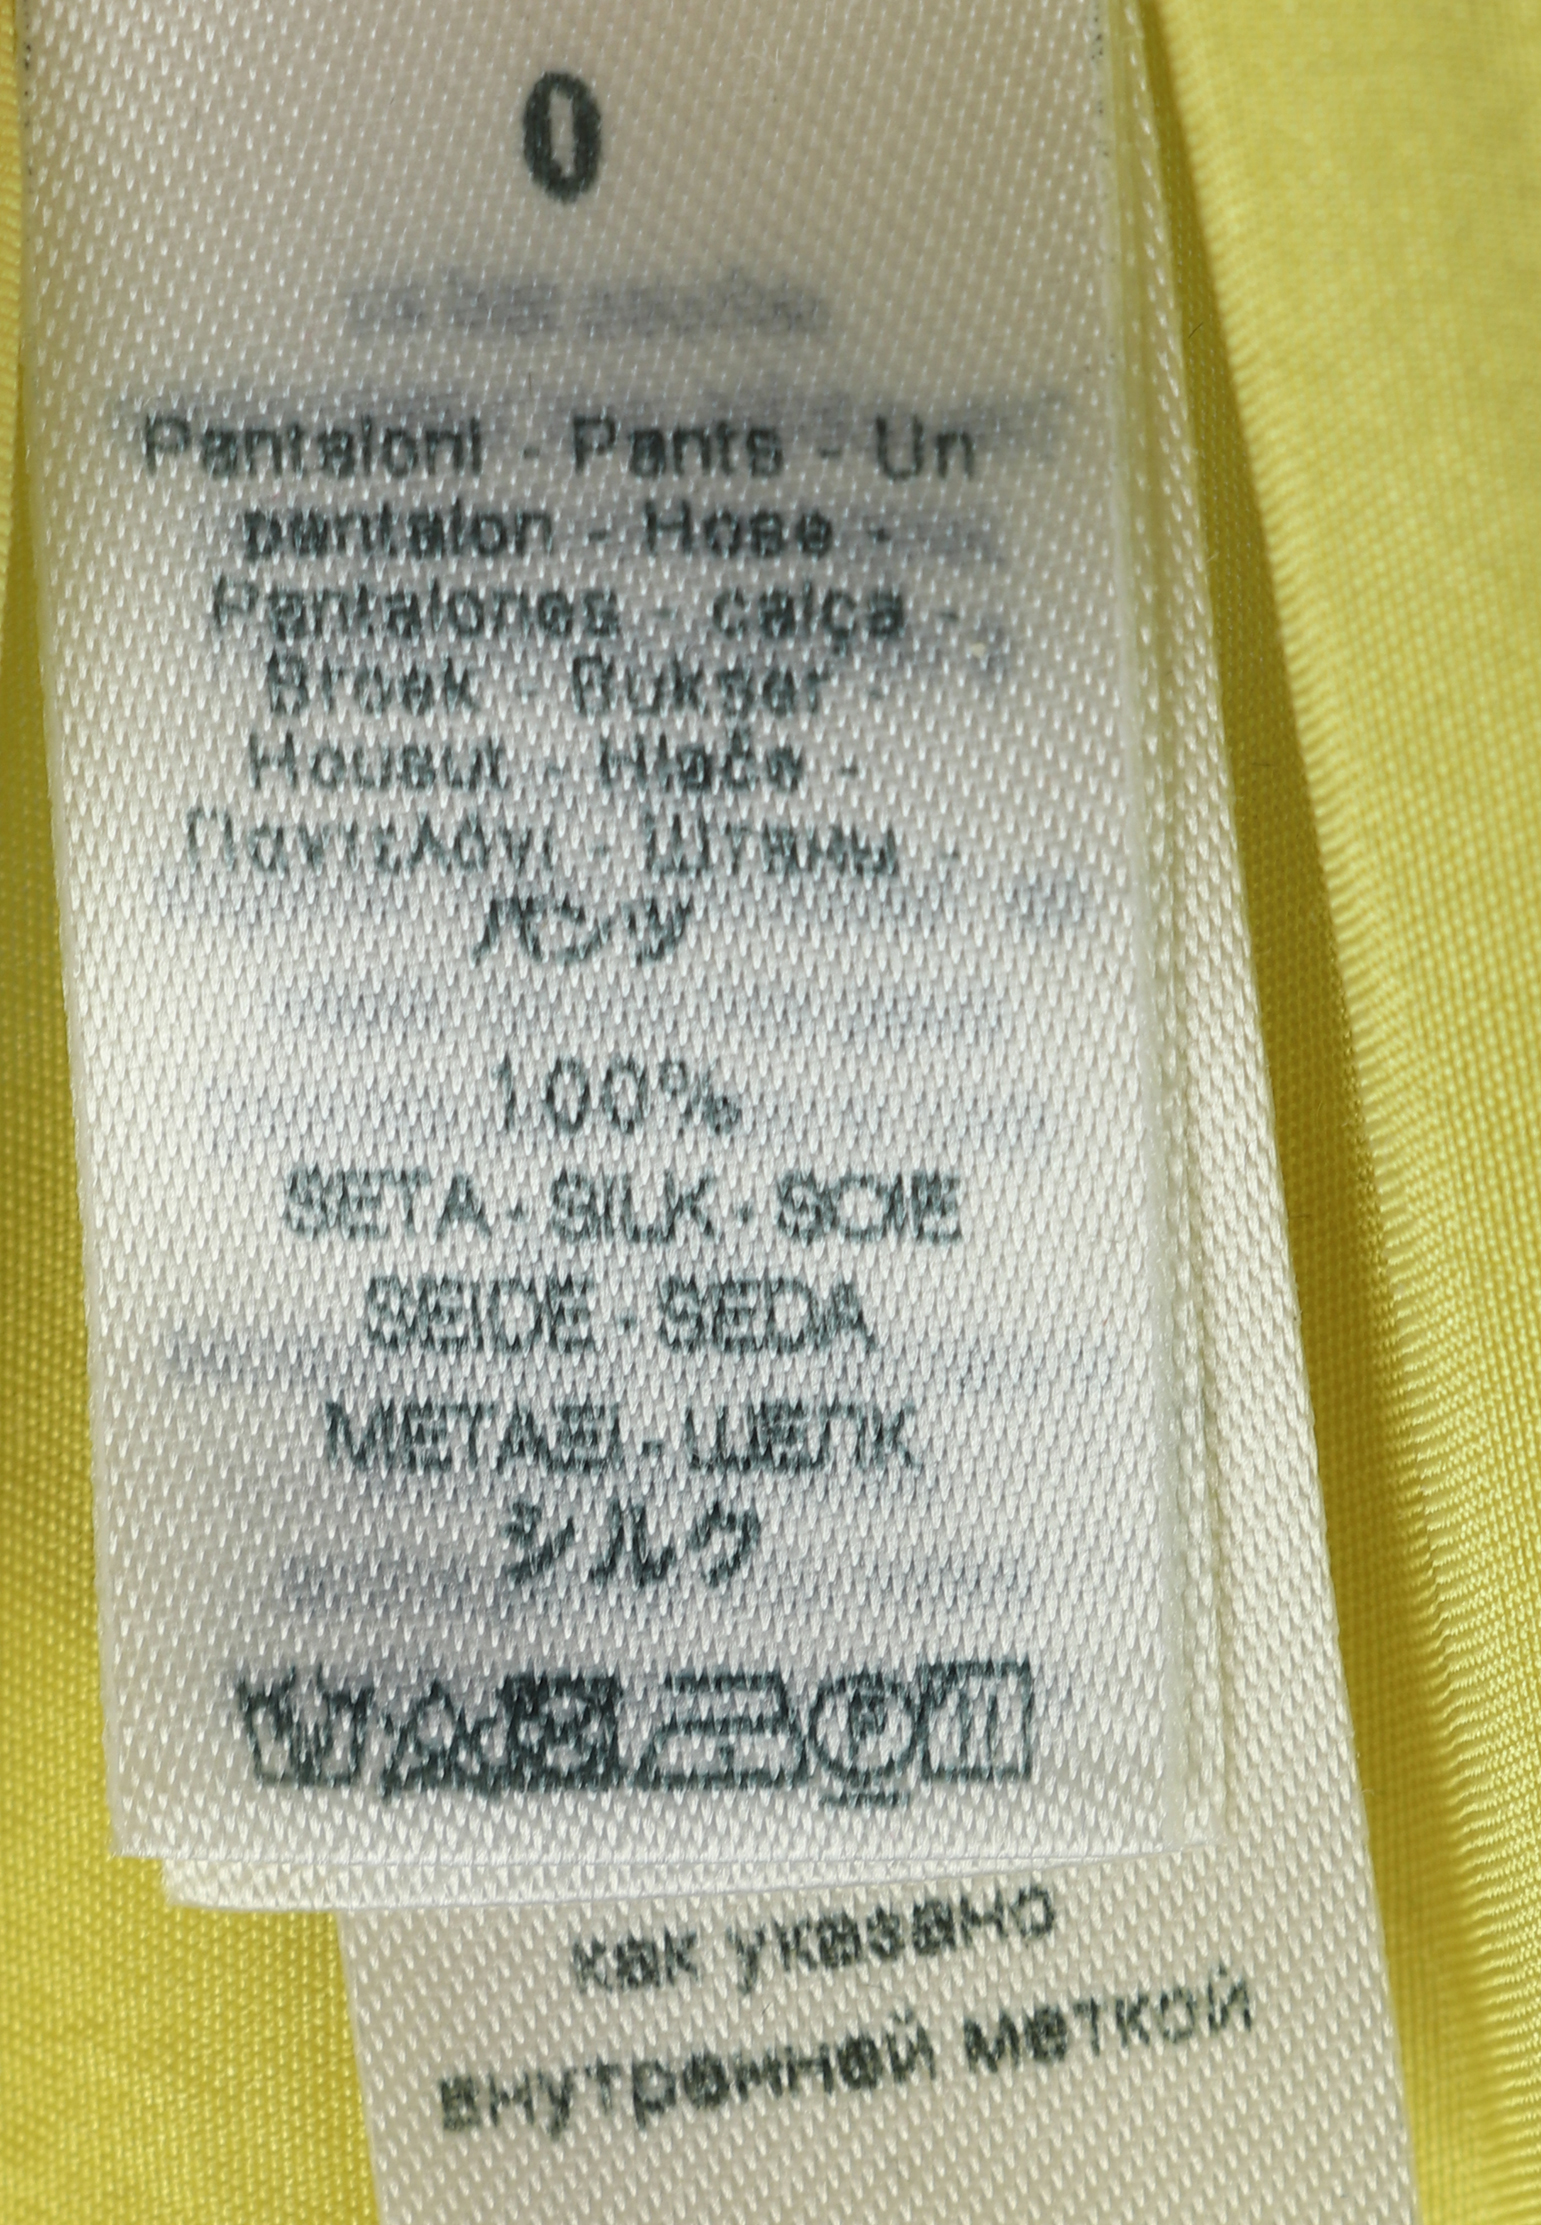 0
Pantaloni - Pants - Un
pantalon - Hose -
Pantalones - calça -
Broek - Bukser -
Housut - Hlače -
Παντελόνι - Штаны -
パンツ
100%
SETA - SILK - SOIE
SEIDE - SEDA
ΜΕΤΑΞΙ - ШЕЛК
シルク
как указано
внутренней меткой